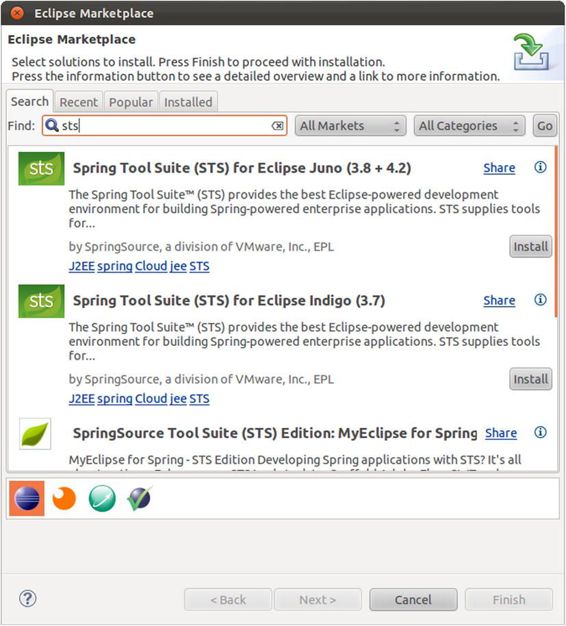 Eclipse Marketplace
Eclipse Marketplace
Select solutions to install. Press Finish to proceed with installation.
Press the information button to see a detailed overview and a link to more information.
Search Recent Popular Installed
Find: sts All Markets All Categories Go
sts Spring Tool Suite (STS) for Eclipse Juno (3.8 + 4.2) Share
The Spring Tool Suite™ (STS) provides the best Eclipse-powered development
environment for building Spring-powered enterprise applications. STS supplies tools
for...
by SpringSource, a division of VMware, Inc., EPL Install
J2EE spring Cloud jee STS
sts Spring Tool Suite (STS) for Eclipse Indigo (3.7) Share
The Spring Tool Suite™ (STS) provides the best Eclipse-powered development
environment for building Spring-powered enterprise applications. STS supplies tools
for...
by SpringSource, a division of VMware, Inc., EPL Install
J2EE spring Cloud jee STS
SpringSource Tool Suite (STS) Edition: MyEclipse for Spring Share
MyEclipse for Spring - STS Edition Developing Spring applications with STS? It's all
? < Back Next > Cancel Finish